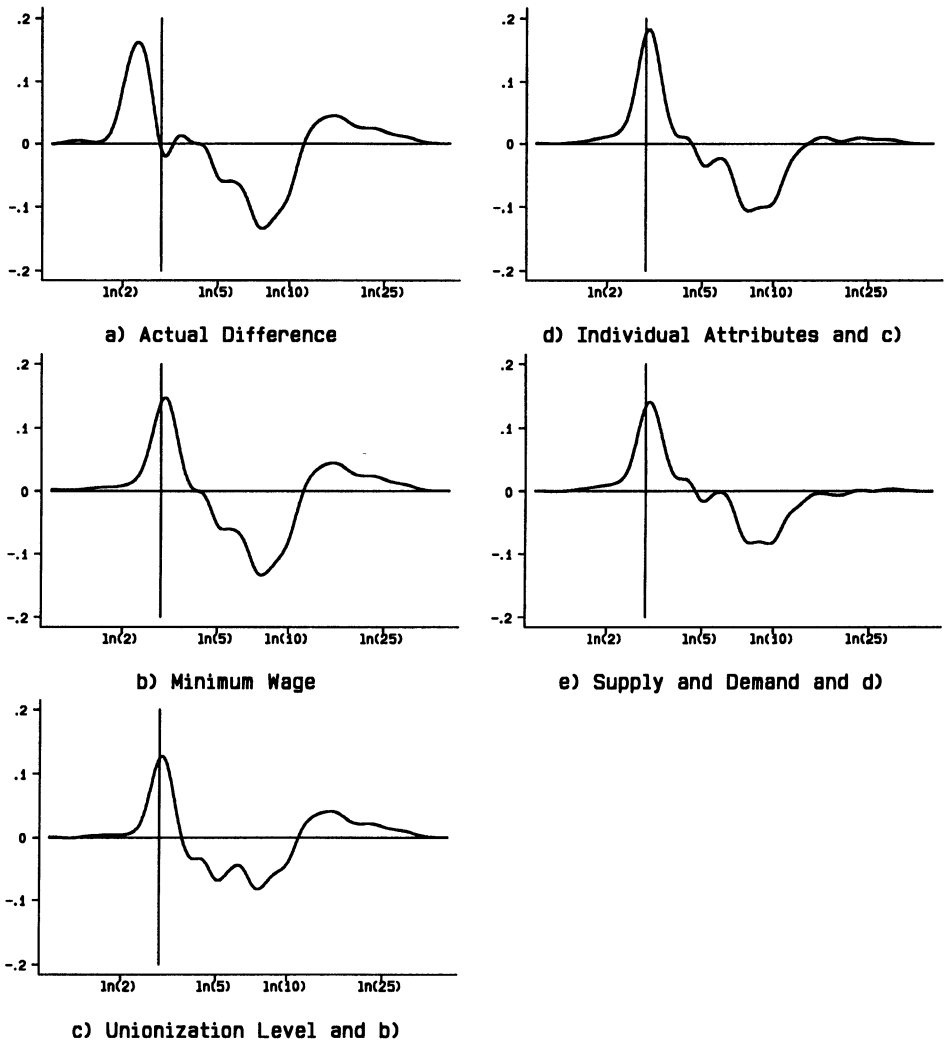 .2
.1
0
-.1
-.2
ln(2) ln(5) ln(10) ln(25)
a) Actual Difference
.2
.1
0
-.1
-.2
ln(2) ln(5) ln(10) ln(25)
d) Individual Attributes and c)
.2
.1
0
-.1
-.2
ln(2) ln(5) ln(10) ln(25)
b) Minimum Wage
.2
.1
0
-.1
-.2
ln(2) ln(5) ln(10) ln(25)
e) Supply and Demand and d)
.2
.1
0
-.1
-.2
ln(2) ln(5) ln(10) ln(25)
c) Unionization Level and b)